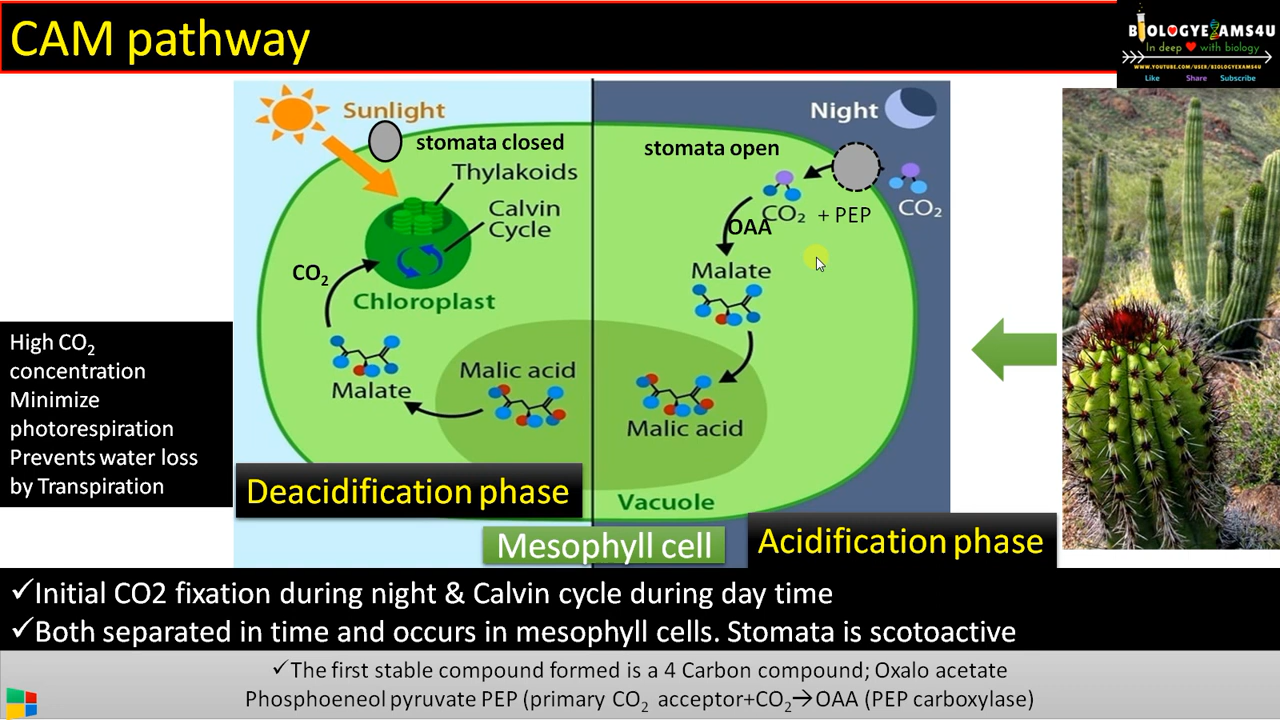 CAM pathway
BIOLOGYEXAMS4U
In deep ❤ with biology
WWW.YOUTUBE.COM/USER/BIOLOGYEXAMS4U
Like Share Subscribe
Sunlight
Night
stomata closed
stomata open
Thylakoids
Calvin
Cycle
CO₂
Chloroplast
Malate
Malic acid
CO₂
CO₂ + PEP
OAA
Malate
Malic acid
Vacuole
High CO₂
concentration
Minimize
photorespiration
Prevents water loss
by Transpiration
Deacidification phase
Mesophyll cell
Acidification phase
✓Initial CO2 fixation during night & Calvin cycle during day time
✓Both separated in time and occurs in mesophyll cells. Stomata is scotoactive
✓The first stable compound formed is a 4 Carbon compound; Oxalo acetate
Phosphoeneol pyruvate PEP (primary CO₂ acceptor+CO₂→OAA (PEP carboxylase)